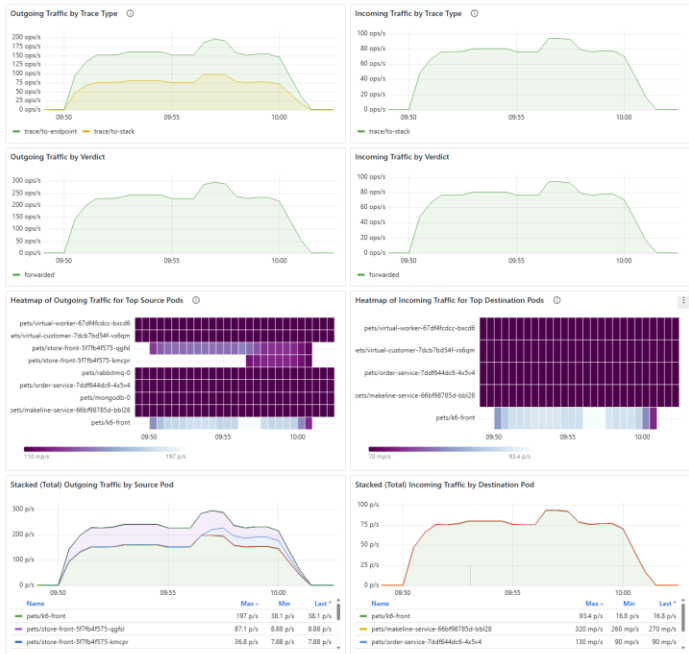 Outgoing Traffic by Trace Type
200 ops/s
175 ops/s
150 ops/s
125 ops/s
100 ops/s
75 ops/s
50 ops/s
25 ops/s
0 ops/s
09:50 09:55 10:00
trace/to-endpoint trace/to-stack
Incoming Traffic by Trace Type
100 ops/s
80 ops/s
60 ops/s
40 ops/s
20 ops/s
0 ops/s
09:50 09:55 10:00
trace/to-stack
Outgoing Traffic by Verdict
300 ops/s
250 ops/s
200 ops/s
150 ops/s
100 ops/s
50 ops/s
0 ops/s
09:50 09:55 10:00
forwarded
Incoming Traffic by Verdict
100 ops/s
80 ops/s
60 ops/s
40 ops/s
20 ops/s
0 ops/s
09:50 09:55 10:00
forwarded
Heatmap of Outgoing Traffic for Top Source Pods
pets/virtual-worker-67df4fcdcc-bxcd6
ets/virtual-customer-7dcb7bd54f-vs6qm
pets/store-front-5f7fb4f575-qgfsl
pets/store-front-5f7fb4f575-kmcpr
pets/rabbitmq-0
pets/order-service-7ddf644dc6-4x5v4
pets/mongodb-0
pets/makeline-service-66bf98785d-bbl28
pets/k6-front
09:50 09:55 10:00
110 mp/s 197 p/s
Heatmap of Incoming Traffic for Top Destination Pods
pets/virtual-worker-67df4fcdcc-bxcd6
ets/virtual-customer-7dcb7bd54f-vs6qm
pets/order-service-7ddf644dc6-4x5v4
pets/makeline-service-66bf98785d-bbl28
pets/k6-front
09:50 09:55 10:00
70 mp/s 93.4 p/s
Stacked (Total) Outgoing Traffic by Source Pod
300 p/s
200 p/s
100 p/s
0 p/s
09:50 09:55 10:00
Name Max Min Last *
pets/k6-front 197 p/s 38.1 p/s 38.1 p/s
pets/store-front-5f7fb4f575-qgfsl 87.1 p/s 8.88 p/s 8.88 p/s
pets/store-front-5f7fb4f575-kmcpr 36.8 p/s 7.88 p/s 7.88 p/s
Stacked (Total) Incoming Traffic by Destination Pod
100 p/s
75 p/s
50 p/s
25 p/s
0 p/s
09:50 09:55 10:00
Name Max Min Last *
pets/k6-front 93.4 p/s 16.8 p/s 16.8 p/s
pets/makeline-service-66bf98785d-bbl28 320 mp/s 260 mp/s 270 mp/s
pets/order-service-7ddf644dc6-4x5v4 130 mp/s 90 mp/s 90 mp/s